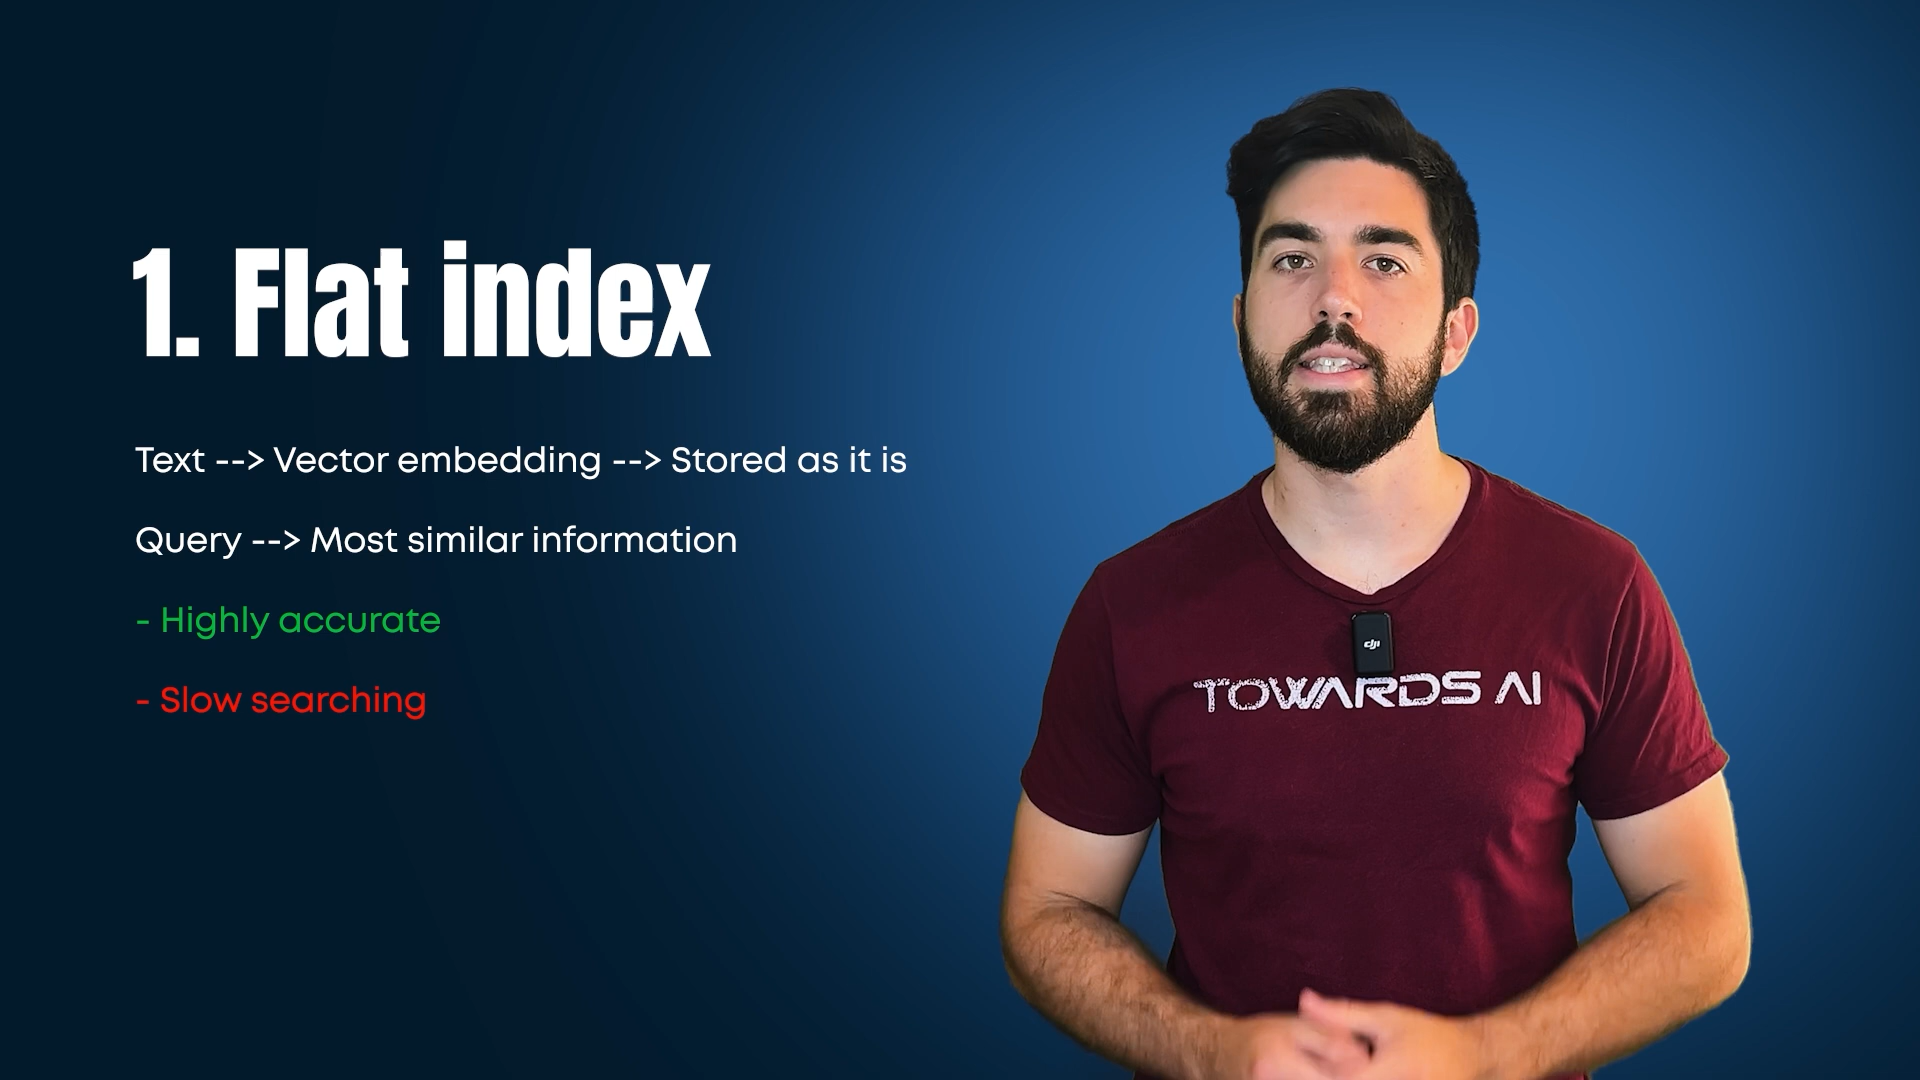 1. Flat index
Text --> Vector embedding --> Stored as it is
Query --> Most similar information
- Highly accurate
- Slow searching
dji
TOWARDS AI